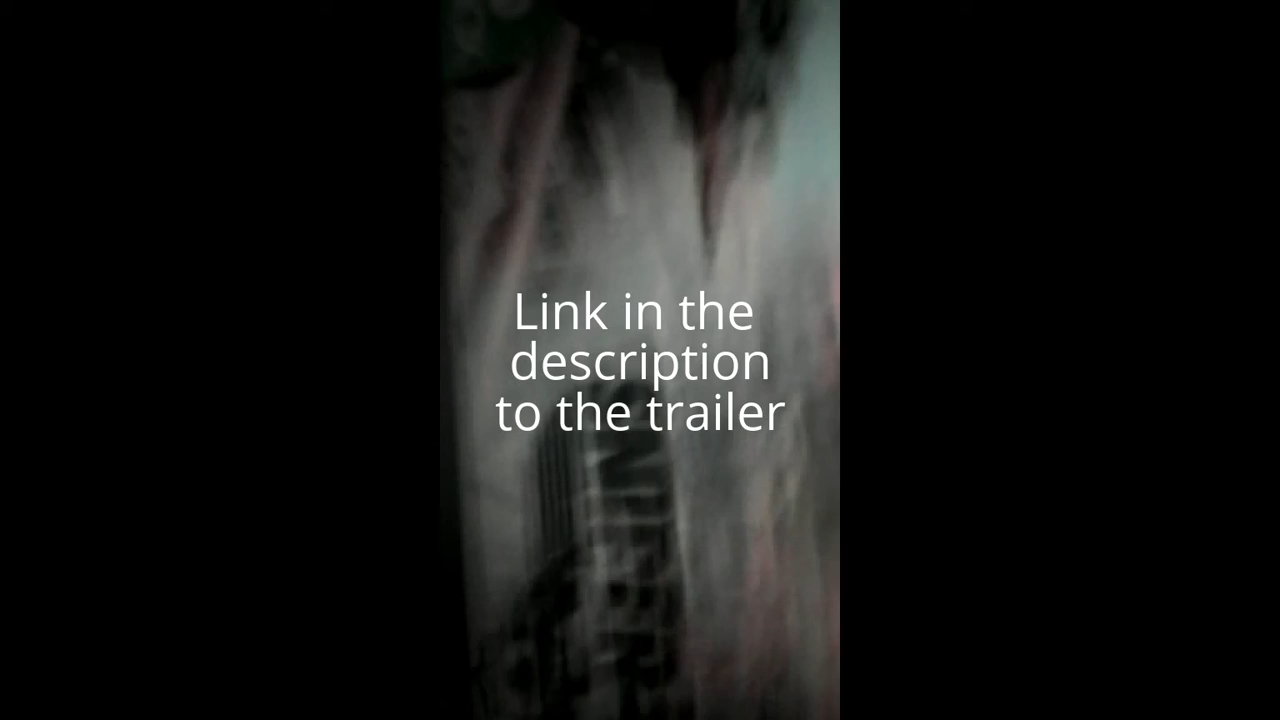 Link in the
description
to the trailer